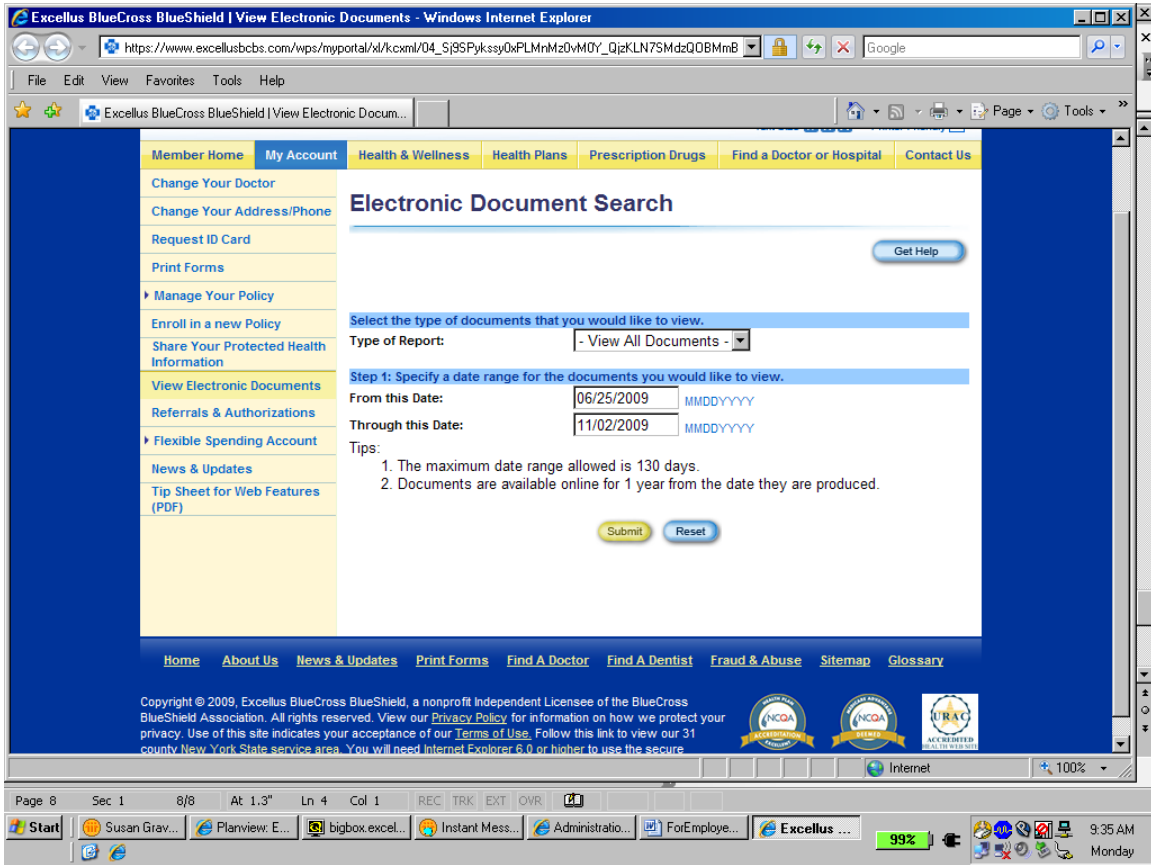 Excellus BlueCross BlueShield | View Electronic Documents - Windows Internet Explorer
https://www.excellusbcbs.com/wps/myportal/xl/kcxml/04_Sj9SPykssy0xPLMnMz0vM0Y_QjzKLN7SMdzQOBMmB
Google
File Edit View Favorites Tools Help
Excellus BlueCross BlueShield | View Electronic Docum...
Page Tools
Member Home My Account Health & Wellness Health Plans Prescription Drugs Find a Doctor or Hospital Contact Us
Change Your Doctor
Change Your Address/Phone
Request ID Card
Print Forms
Manage Your Policy
Enroll in a new Policy
Share Your Protected Health
Information
View Electronic Documents
Referrals & Authorizations
Flexible Spending Account
News & Updates
Tip Sheet for Web Features
(PDF)
Electronic Document Search
Get Help
Select the type of documents that you would like to view.
Type of Report: - View All Documents -
Step 1: Specify a date range for the documents you would like to view.
From this Date: 06/25/2009 MMDDYYYY
Through this Date: 11/02/2009 MMDDYYYY
Tips:
1. The maximum date range allowed is 130 days.
2. Documents are available online for 1 year from the date they are produced.
Submit Reset
Home About Us News & Updates Print Forms Find A Doctor Find A Dentist Fraud & Abuse Sitemap Glossary
Copyright © 2009, Excellus BlueCross BlueShield, a nonprofit Independent Licensee of the BlueCross
BlueShield Association. All rights reserved. View our Privacy Policy for information on how we protect your
privacy. Use of this site indicates your acceptance of our Terms of Use. Follow this link to view our 31
county New York State service area. You will need Internet Explorer 6.0 or higher to use the secure
HEALTH PLAN NCQA ACCREDITATION EXCELLENT
MEDICARE ADVANTAGE NCQA DEEMED
URAC ACCREDITED HEALTH WEB SITE
Internet 100%
Page 8 Sec 1 8/8 At 1.3" Ln 4 Col 1 REC TRK EXT OVR
Start Susan Grav... Planview: E... bigbox.excel... Instant Mess... Administratio... ForEmploye... Excellus ... 99% 9:35 AM
Monday